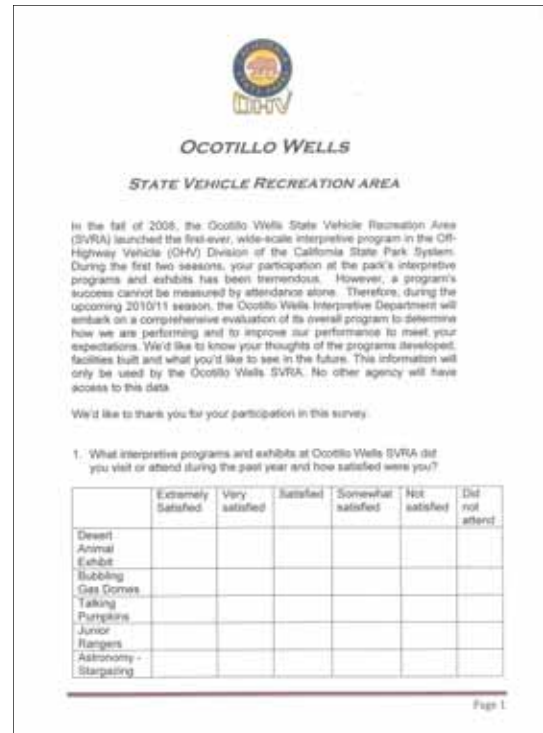 CALIFORNIA
STATE PARKS
OHV
OCOTILLO WELLS
STATE VEHICLE RECREATION AREA
In the fall of 2008, the Ocotillo Wells State Vehicle Recreation Area
(SVRA) launched the first-ever, wide-scale interpretive program in the Off-
Highway Vehicle (OHV) Division of the California State Park System.
During the first two seasons, your participation at the park's interpretive
programs and exhibits has been tremendous. However, a program's
success cannot be measured by attendance alone. Therefore, during the
upcoming 2010/11 season, the Ocotillo Wells Interpretive Department will
embark on a comprehensive evaluation of its overall program to determine
how we are performing and to improve our performance to meet your
expectations. We'd like to know your thoughts of the programs developed,
facilities built and what you'd like to see in the future. This information will
only be used by the Ocotillo Wells SVRA. No other agency will have
access to this data.
We'd like to thank you for your participation in this survey.
1. What interpretive programs and exhibits at Ocotillo Wells SVRA did
you visit or attend during the past year and how satisfied were you?
Extremely Satisfied
Very satisfied
Satisfied
Somewhat satisfied
Not satisfied
Did not attend
Desert
Animal
Exhibit
Bubbling
Gas Domes
Talking
Pumpkins
Junior
Rangers
Astronomy -
Stargazing
Page 1